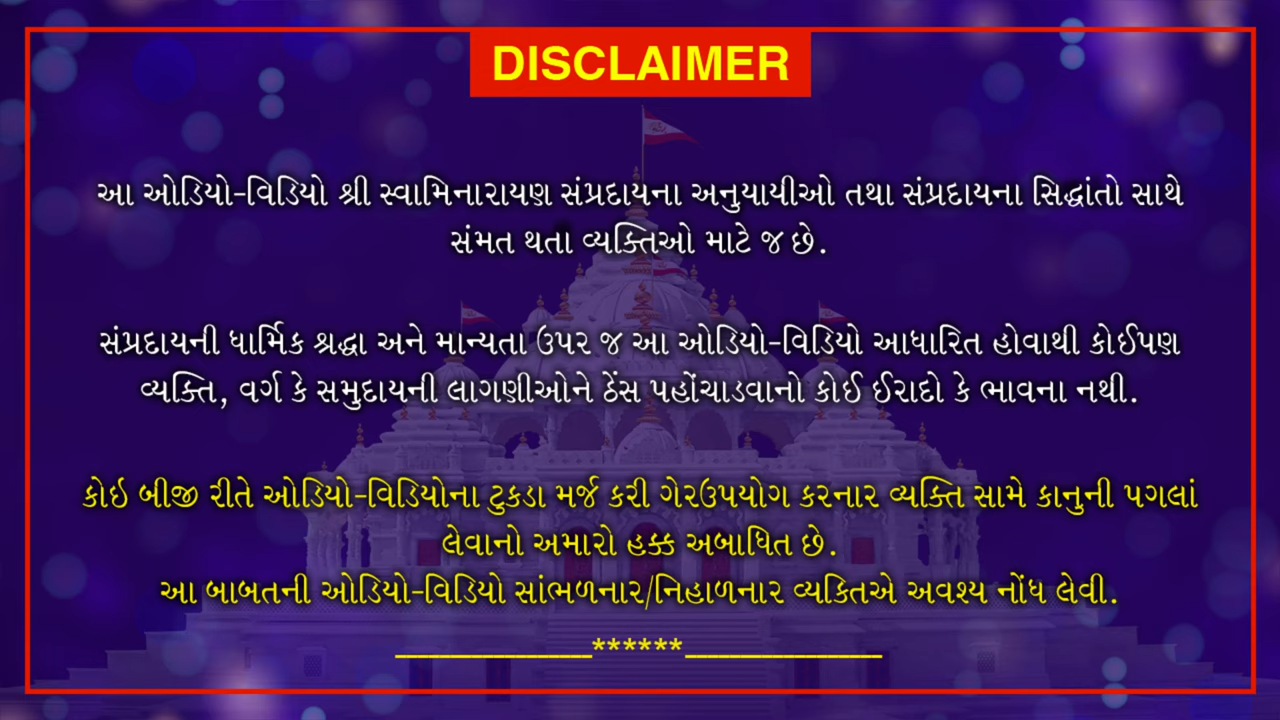 DISCLAIMER
આ ઓડિયો-વિડિયો શ્રી સ્વામિનારાયણ સંપ્રદાયના અનુયાયીઓ તથા સંપ્રદાયના સિદ્ધાંતો સાથે
સંમત થતા વ્યક્તિઓ માટે જ છે.
સંપ્રદાયની ધાર્મિક શ્રદ્ધા અને માન્યતા ઉપર જ આ ઓડિયો-વિડિયો આધારિત હોવાથી કોઈપણ
વ્યક્તિ, વર્ગ કે સમુદાયની લાગણીઓને ઠેંસ પહોંચાડવાનો કોઈ ઈરાદો કે ભાવના નથી.
કોઇ બીજી રીતે ઓડિયો-વિડિયોના ટુકડા મર્જ કરી ગેરઉપયોગ કરનાર વ્યક્તિ સામે કાનુની પગલાં
લેવાનો અમારો હક્ક અબાધિત છે.
આ બાબતની ઓડિયો-વિડિયો સાંભળનાર/નિહાળનાર વ્યકિતએ અવશ્ય નોંધ લેવી.
________________******________________